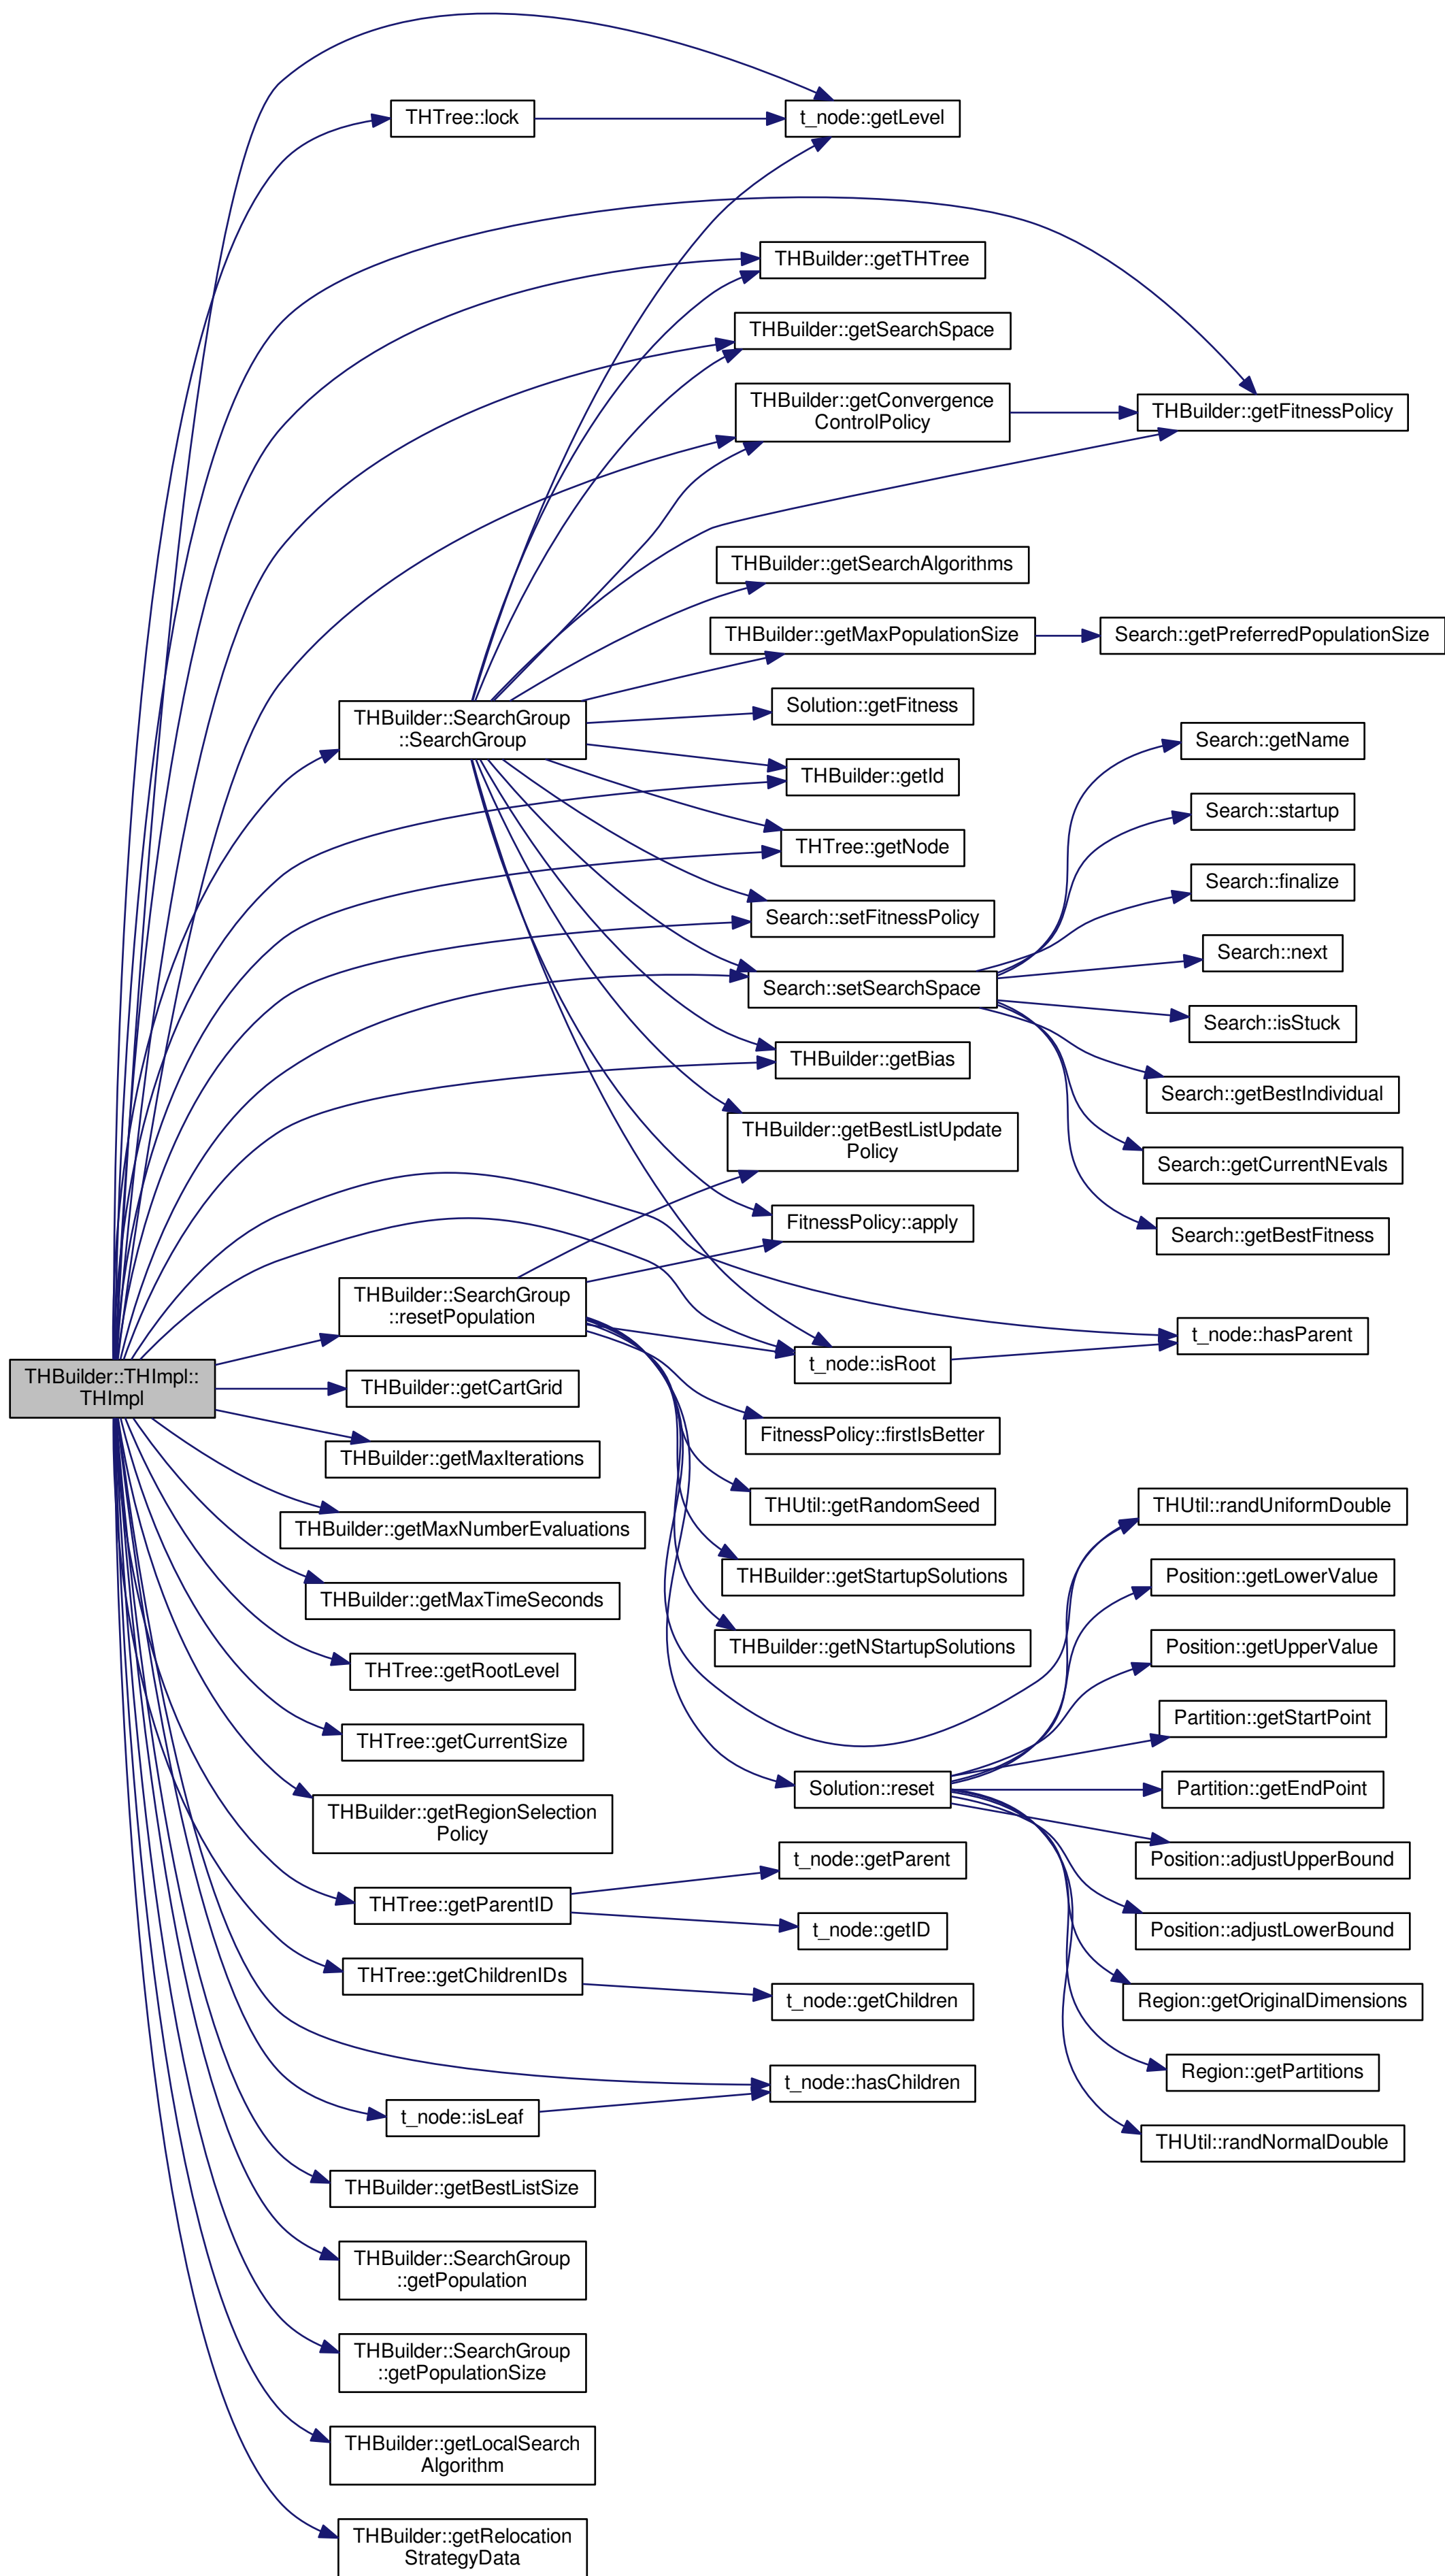 THTree::lock
t_node::getLevel
THBuilder::getTHTree
THBuilder::getSearchSpace
THBuilder::getConvergence
ControlPolicy
THBuilder::getFitnessPolicy
THBuilder::getSearchAlgorithms
THBuilder::getMaxPopulationSize
Search::getPreferredPopulationSize
THBuilder::SearchGroup
::SearchGroup
Solution::getFitness
Search::getName
THBuilder::getId
Search::startup
THTree::getNode
Search::finalize
Search::setFitnessPolicy
Search::next
Search::setSearchSpace
Search::isStuck
THBuilder::getBias
Search::getBestIndividual
THBuilder::getBestListUpdate
Policy
Search::getCurrentNEvals
FitnessPolicy::apply
Search::getBestFitness
THBuilder::SearchGroup
::resetPopulation
t_node::hasParent
t_node::isRoot
THBuilder::THImpl::
THImpl
THBuilder::getCartGrid
FitnessPolicy::firstIsBetter
THBuilder::getMaxIterations
THUtil::getRandomSeed
THUtil::randUniformDouble
THBuilder::getMaxNumberEvaluations
THBuilder::getStartupSolutions
Position::getLowerValue
THBuilder::getMaxTimeSeconds
THBuilder::getNStartupSolutions
Position::getUpperValue
THTree::getRootLevel
Partition::getStartPoint
THTree::getCurrentSize
Solution::reset
Partition::getEndPoint
THBuilder::getRegionSelection
Policy
t_node::getParent
Position::adjustUpperBound
THTree::getParentID
t_node::getID
Position::adjustLowerBound
THTree::getChildrenIDs
t_node::getChildren
Region::getOriginalDimensions
t_node::hasChildren
Region::getPartitions
t_node::isLeaf
THUtil::randNormalDouble
THBuilder::getBestListSize
THBuilder::SearchGroup
::getPopulation
THBuilder::SearchGroup
::getPopulationSize
THBuilder::getLocalSearch
Algorithm
THBuilder::getRelocation
StrategyData